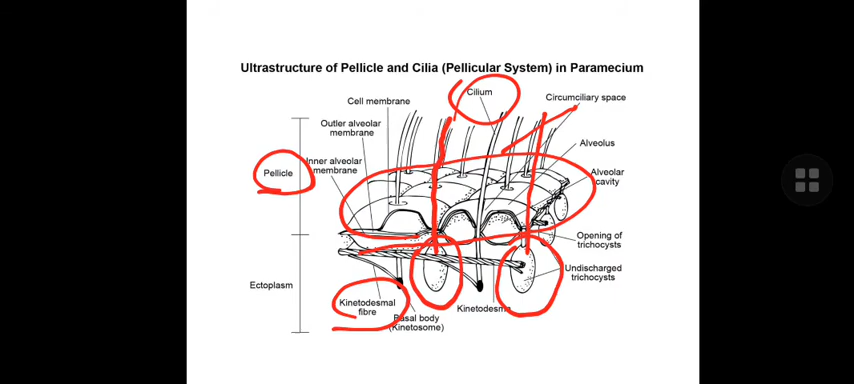 Ultrastructure of Pellicle and Cilia (Pellicular System) in Paramecium
Cilium
Cell membrane
Circumciliary space
Outler alveolar
membrane
Alveolus
Inner alveolar
membrane
Pellicle
Alveolar
cavity
Opening of
trichocysts
Undischarged
trichocysts
Ectoplasm
Kinetodesmal
fibre
Kinetodesma
Basal body
(Kinetosome)